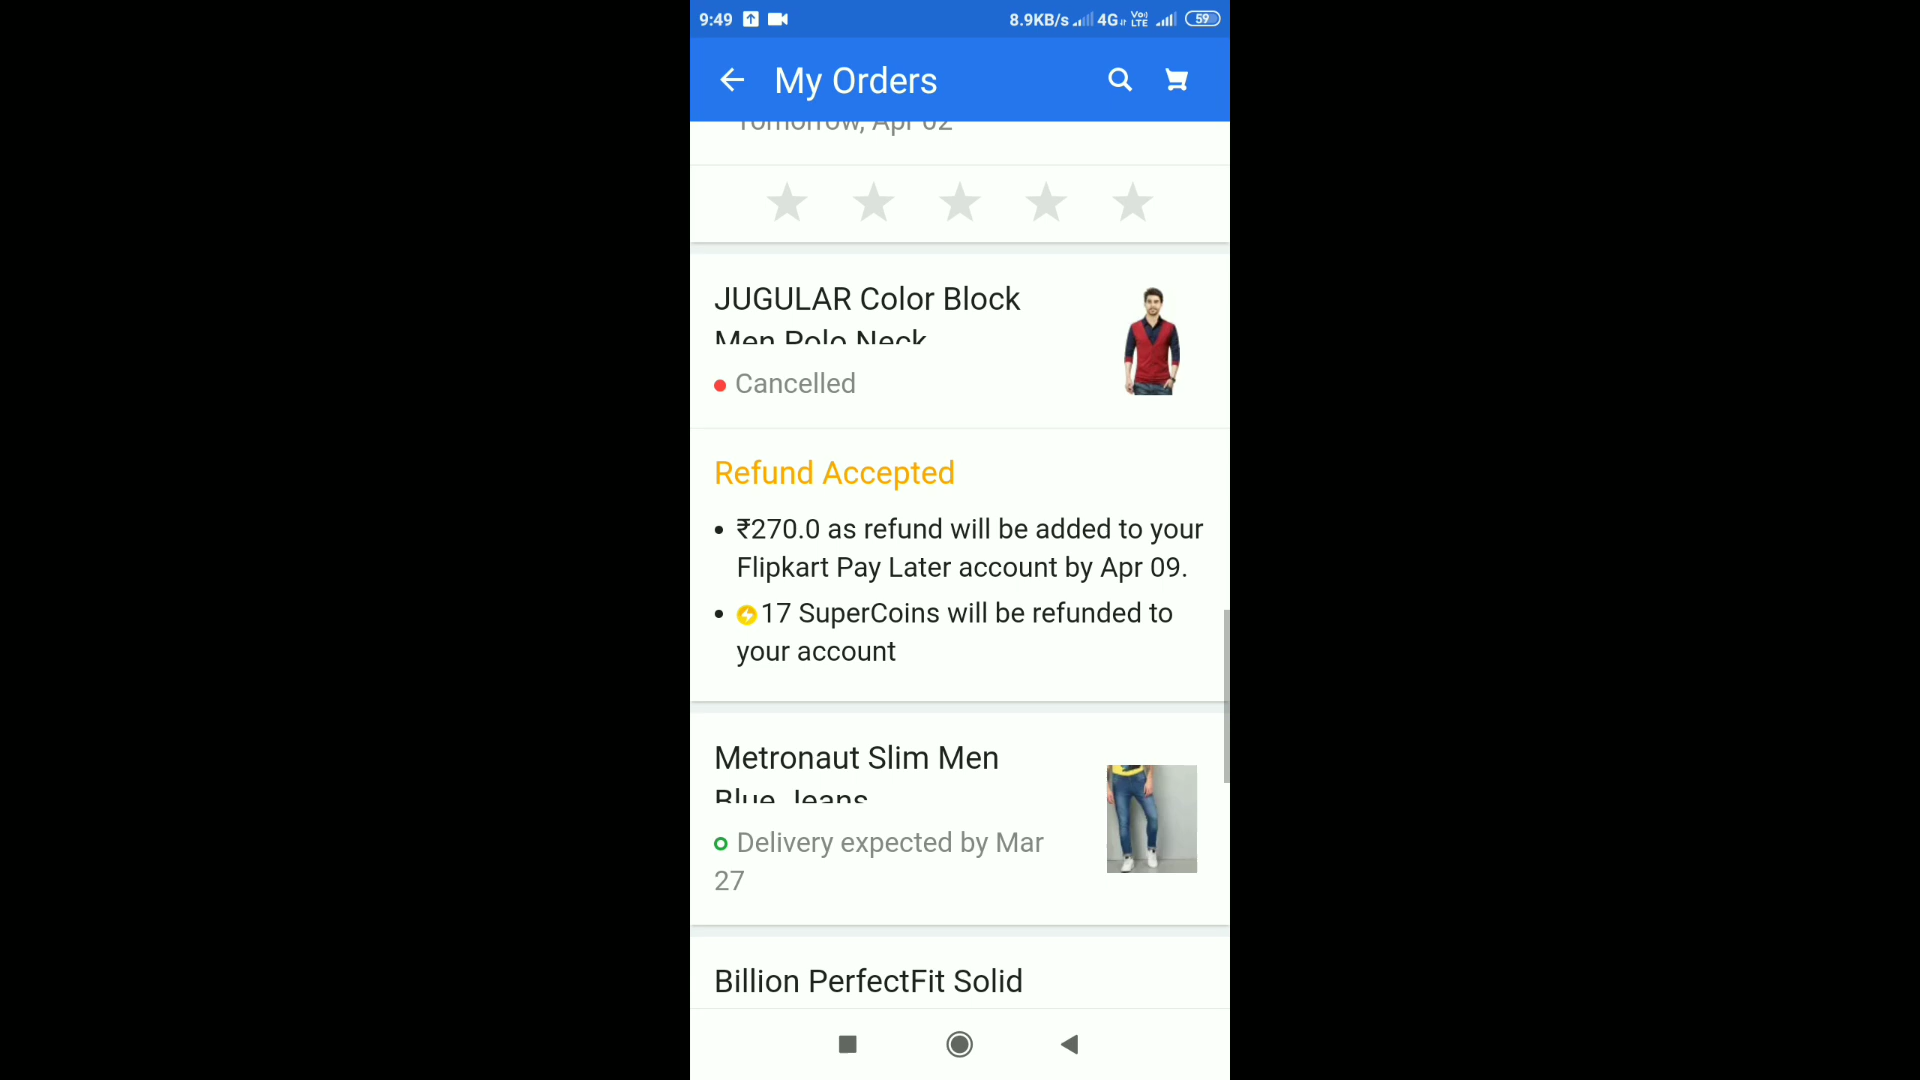 9:49 8.9KB/s 4G Vo) LTE 59
My Orders
Tomorrow, Apr 02
JUGULAR Color Block
Men Polo Neck
Cancelled
Refund Accepted
• ₹270.0 as refund will be added to your
Flipkart Pay Later account by Apr 09.
• 17 SuperCoins will be refunded to
your account
Metronaut Slim Men
Blue Jeans
Delivery expected by Mar
27
Billion PerfectFit Solid